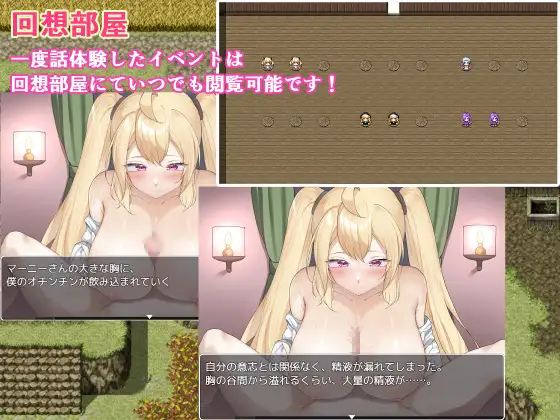 回想部屋
一度話体験したイベントは
回想部屋にていつでも閲覧可能です！
マーニーさんの大きな胸に、
僕のオチンチンが飲み込まれていく
自分の意志とは関係なく、精液が漏れてしまった。
胸の谷間から溢れるくらい、大量の精液が……。